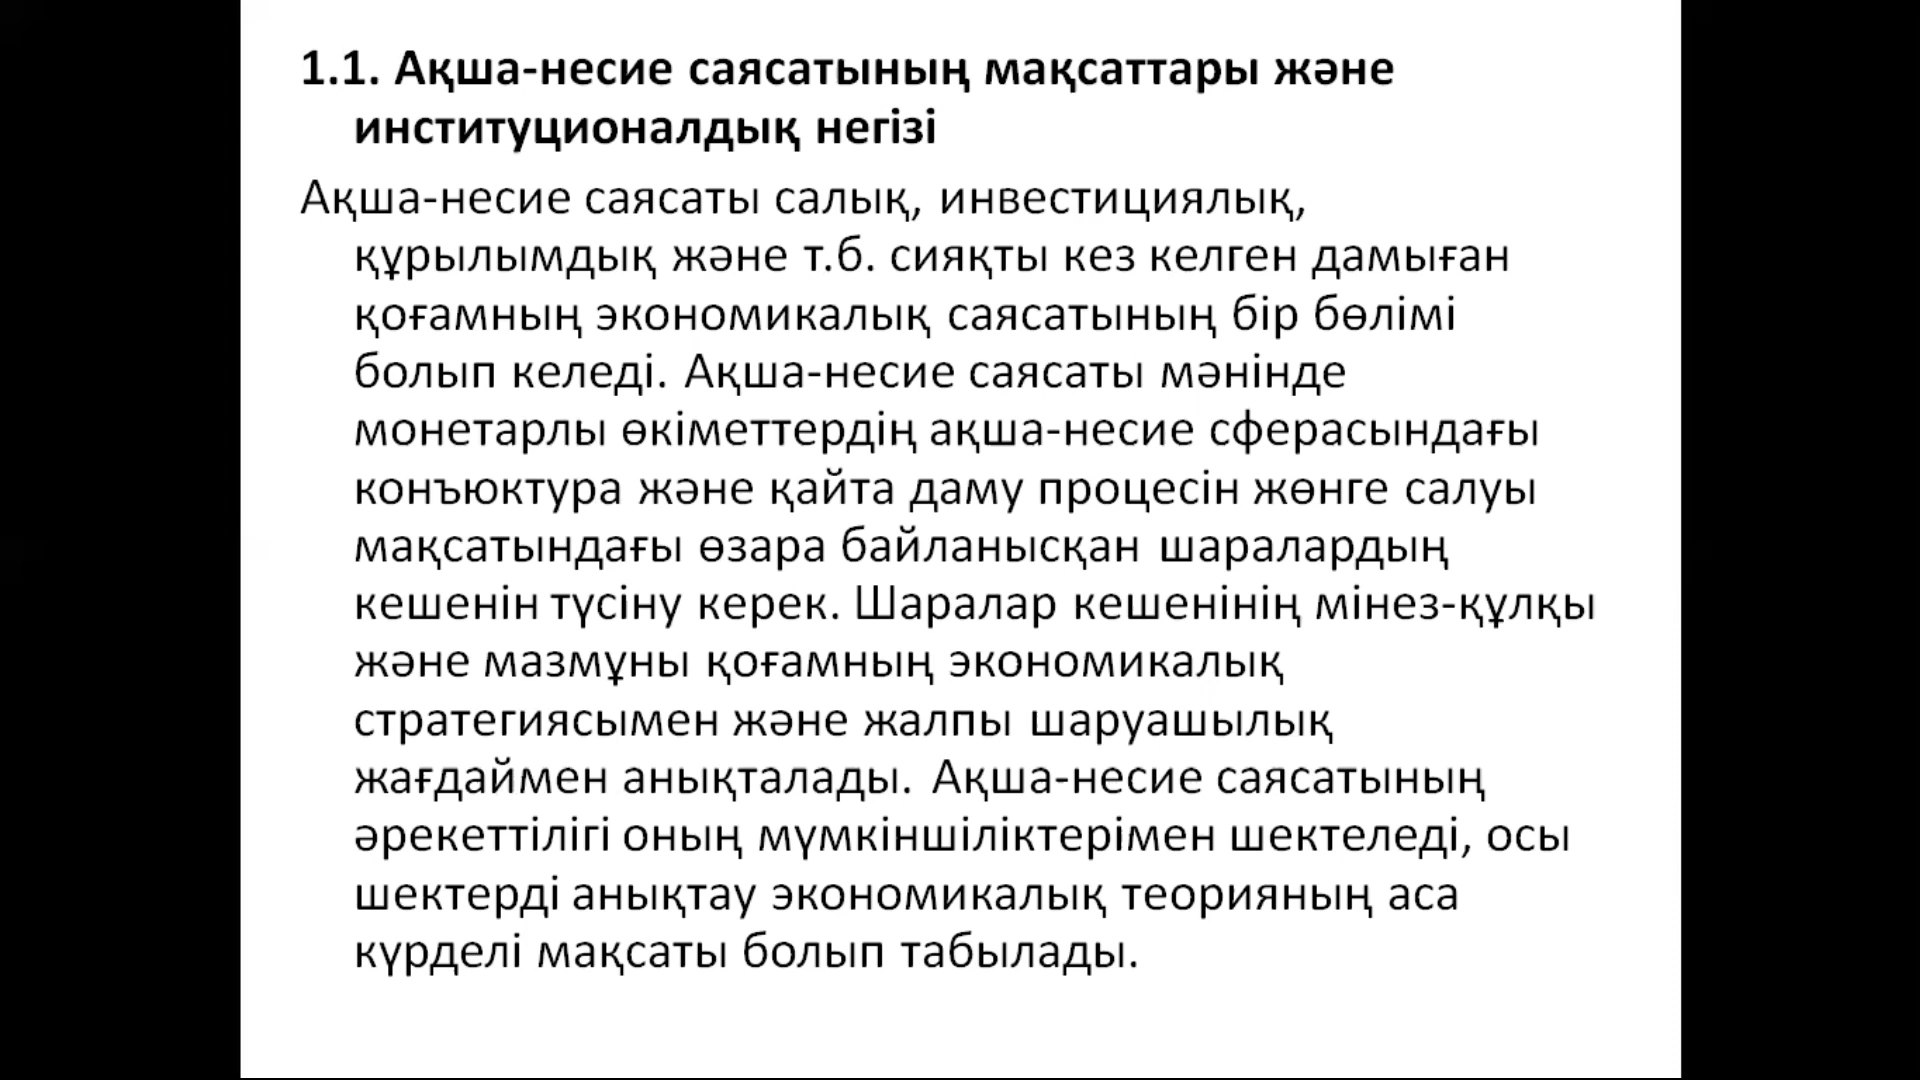 1.1. Ақша-несие саясатының мақсаттары және
институционалдық негізі
Ақша-несие саясаты салық, инвестициялық,
құрылымдық және т.б. сияқты кез келген дамыған
қоғамның экономикалық саясатының бір бөлімі
болып келеді. Ақша-несие саясаты мәнінде
монетарлы өкіметтердің ақша-несие сферасындағы
конъюктура және қайта даму процесін жөнге салуы
мақсатындағы өзара байланысқан шаралардың
кешенін түсіну керек. Шаралар кешенінің мінез-құлқы
және мазмұны қоғамның экономикалық
стратегиясымен және жалпы шаруашылық
жағдаймен анықталады. Ақша-несие саясатының
әрекеттілігі оның мүмкіншіліктерімен шектеледі, осы
шектерді анықтау экономикалық теорияның аса
күрделі мақсаты болып табылады.